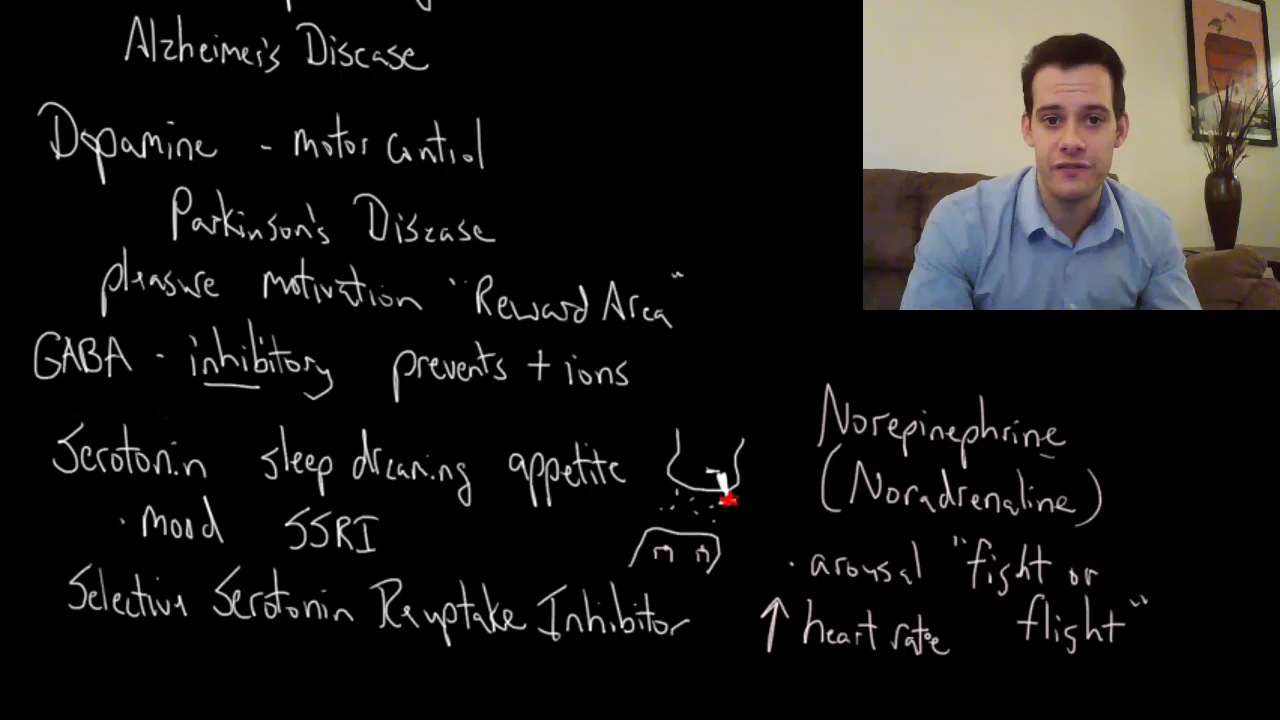 Alzheimer's Disease
Dopamine - motor control
Parkinson's Disease
pleasure motivation "Reward Area"
GABA - inhibitory prevents + ions
Serotonin sleep dreaming appetite
• mood SSRI
Selective Serotonin Reuptake Inhibitor
Norepinephrine
(Noradrenaline)
• arousal "fight or
flight"
↑ heart rate